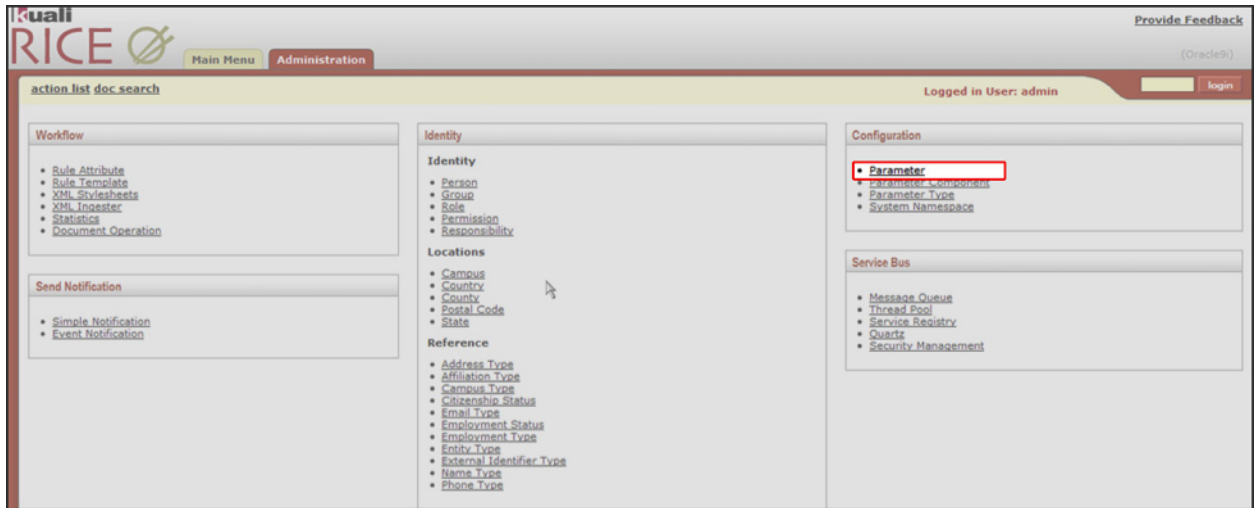 kuali
RICE
Provide Feedback
Main Menu Administration
(Oracle9i)
action list doc search
Logged in User: admin
login
Workflow
Rule Attribute
Rule Template
XML Stylesheets
XML Ingester
Statistics
Document Operation
Send Notification
Simple Notification
Event Notification
Identity
Identity
Person
Group
Role
Permission
Responsibility
Locations
Campus
Country
County
Postal Code
State
Reference
Address Type
Affiliation Type
Campus Type
Citizenship Status
Email Type
Employment Status
Employment Type
Entity Type
External Identifier Type
Name Type
Phone Type
Configuration
Parameter
Parameter Component
Parameter Type
System Namespace
Service Bus
Message Queue
Thread Pool
Service Registry
Quartz
Security Management